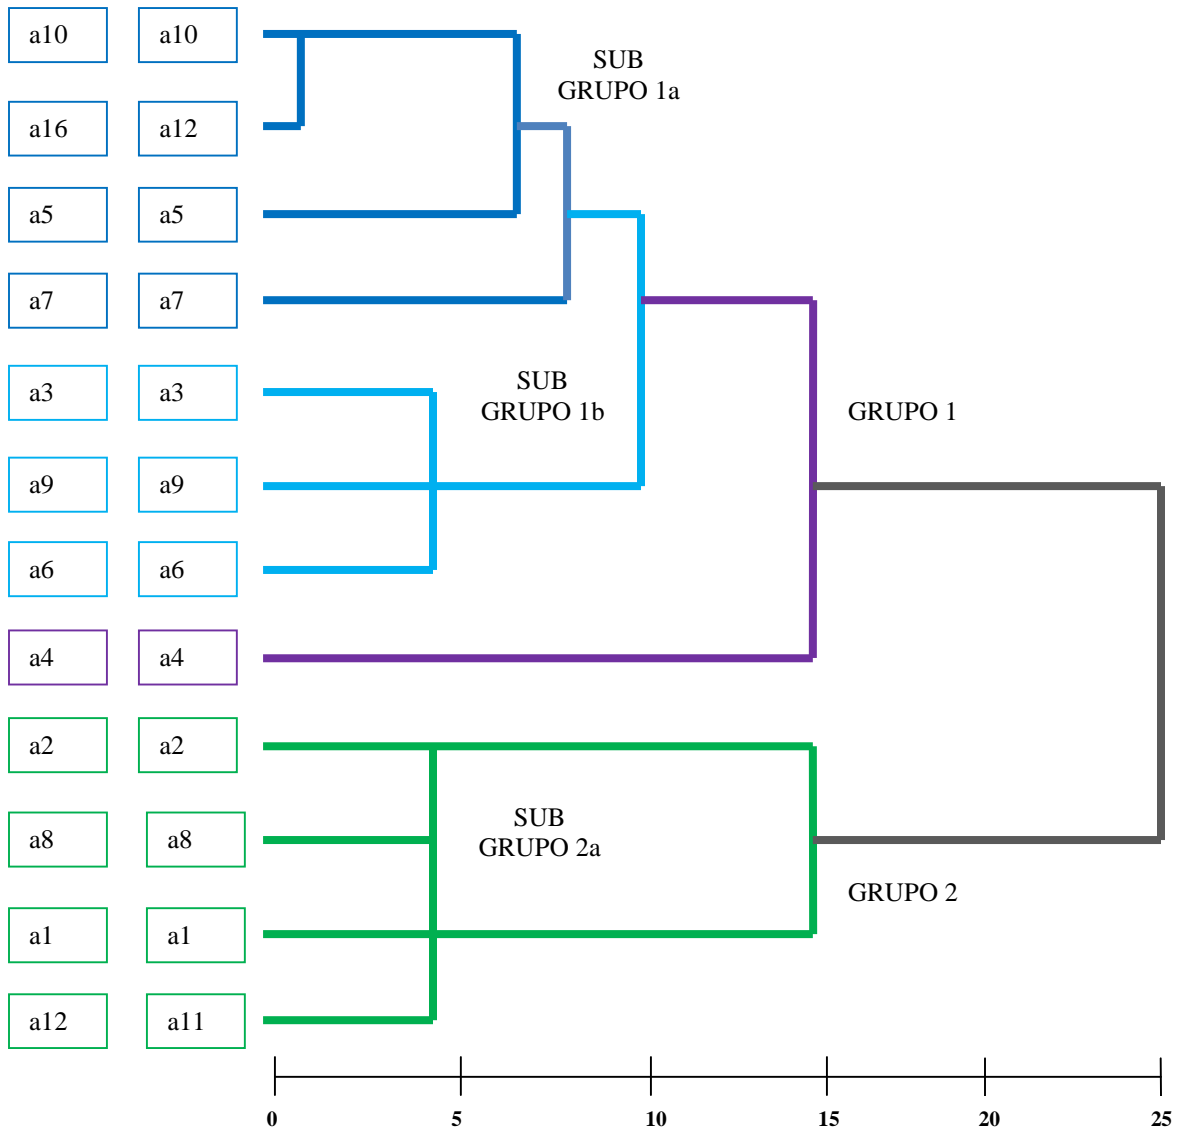 a10 a10
SUB
GRUPO 1a
a16 a12
a5 a5
a7 a7
a3 a3
SUB
GRUPO 1b
GRUPO 1
a9 a9
a6 a6
a4 a4
a2 a2
SUB
GRUPO 2a
a8 a8
GRUPO 2
a1 a1
a12 a11
0 5 10 15 20 25